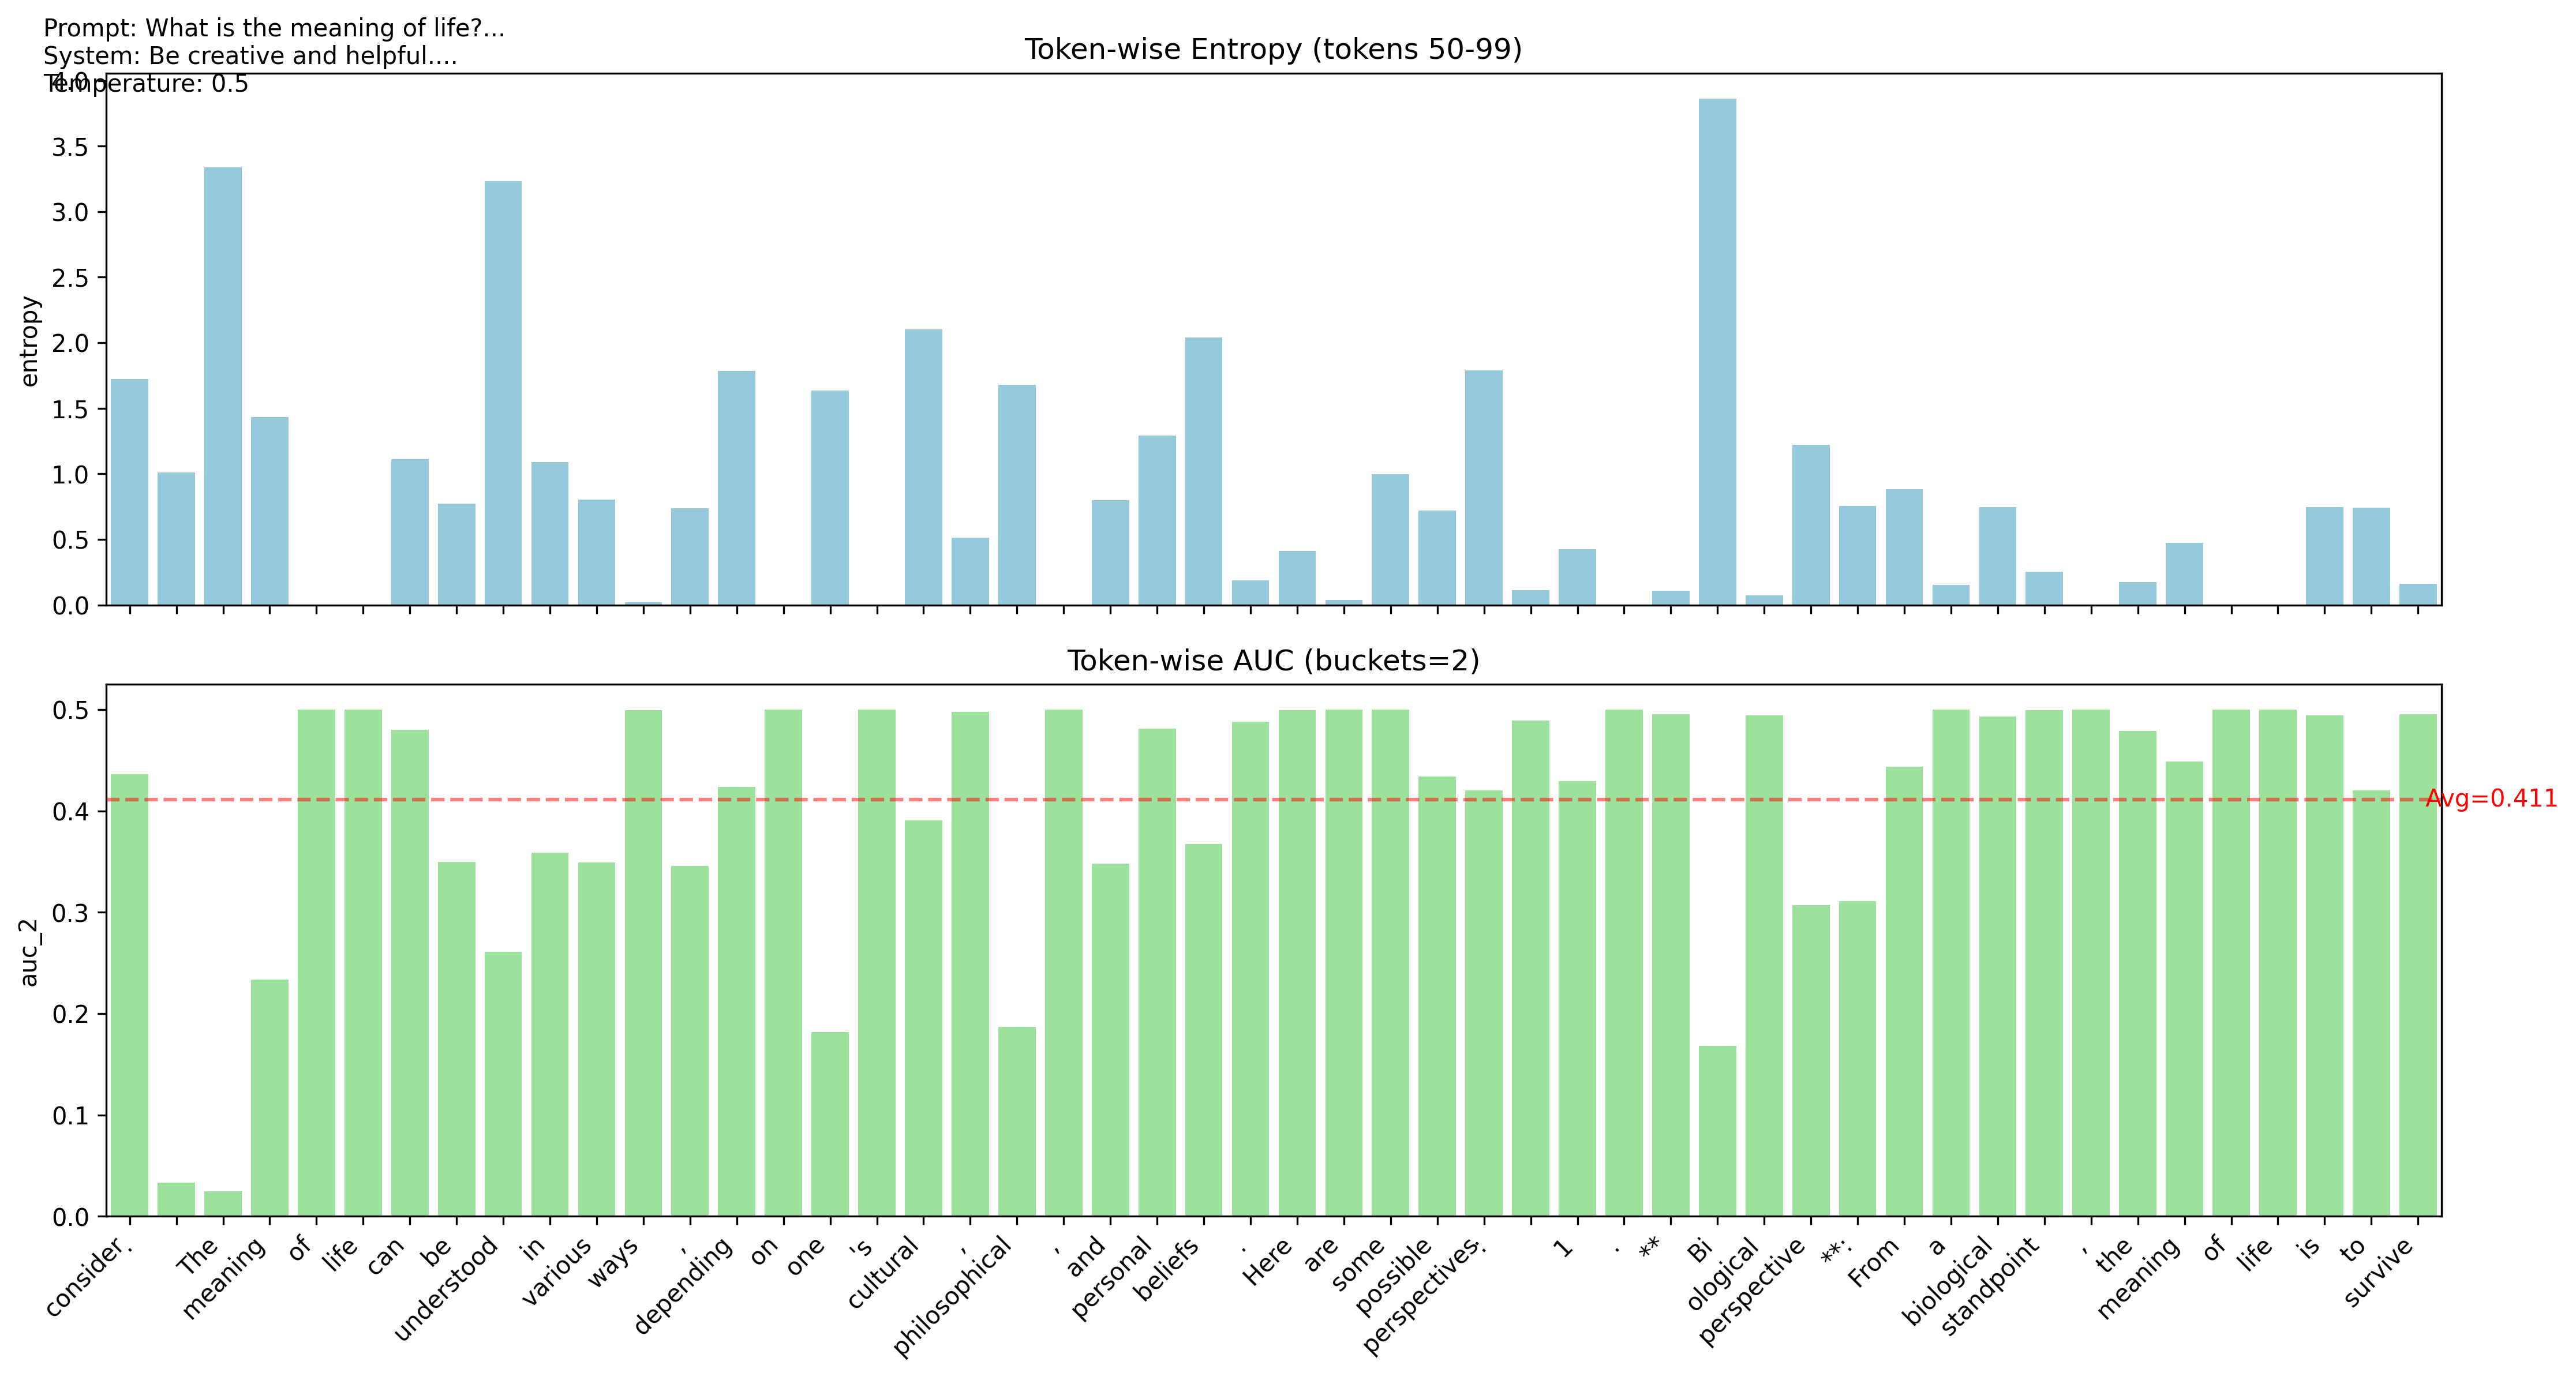 Prompt: What is the meaning of life?...
System: Be creative and helpful....
Temperature: 0.5
Token-wise Entropy (tokens 50-99)
4.0
3.5
3.0
2.5
2.0
1.5
1.0
0.5
0.0
entropy
Token-wise AUC (buckets=2)
0.5
0.4
0.3
0.2
0.1
0.0
auc_2
Avg=0.411
consider.
The
meaning
of
life
can
be
understood
in
various
ways
,
depending
on
one
's
cultural
,
philosophical
,
and
personal
beliefs
.
Here
are
some
possible
perspectives:
1
.
**
Bi
ological
perspective
**:
From
a
biological
standpoint
,
the
meaning
of
life
is
to
survive